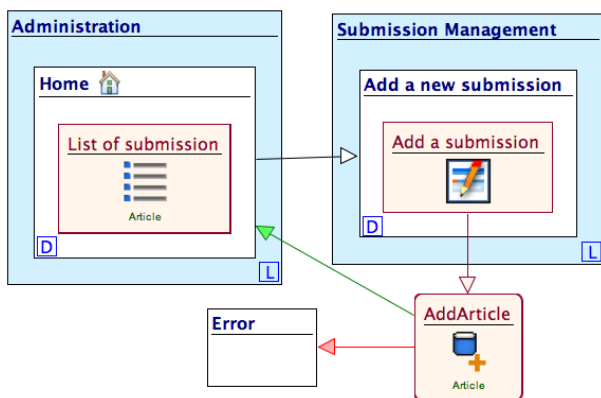 Administration
Home
List of submission
Article
D
L
Submission Management
Add a new submission
Add a submission
D
L
AddArticle
Article
Error